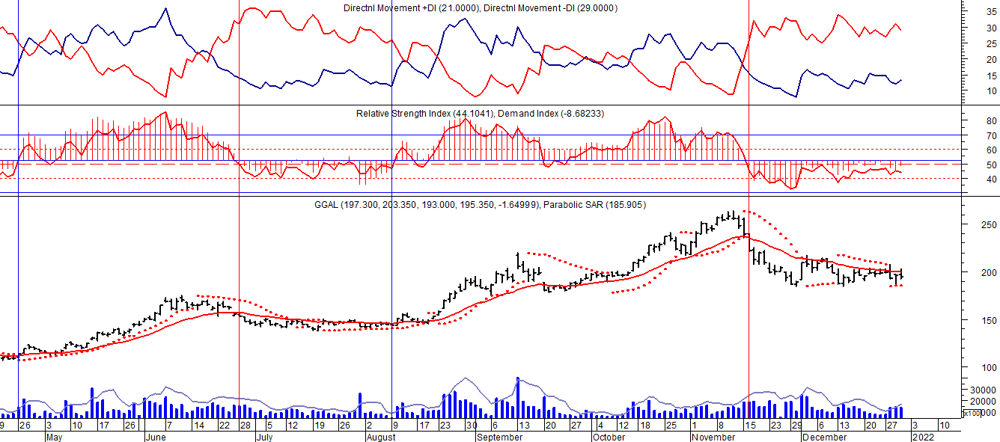 Directnl Movement +DI (21.0000), Directnl Movement -DI (29.0000)
35
30
25
20
15
10
Relative Strength Index (44.1041), Demand Index (-8.68233)
80
70
60
50
40
GGAL (197.300, 203.350, 193.000, 195.350, -1.64999), Parabolic SAR (185.905)
250
200
150
100
30000
20000
x100
9 26 3 10 17 26 7 14 22 28 5 12 19 26 2 9 17 23 30 6 13 20 27 4 12 18 25 1 8 15 23 29 6 13 20 27 3 10
May June July August September October November December 2022